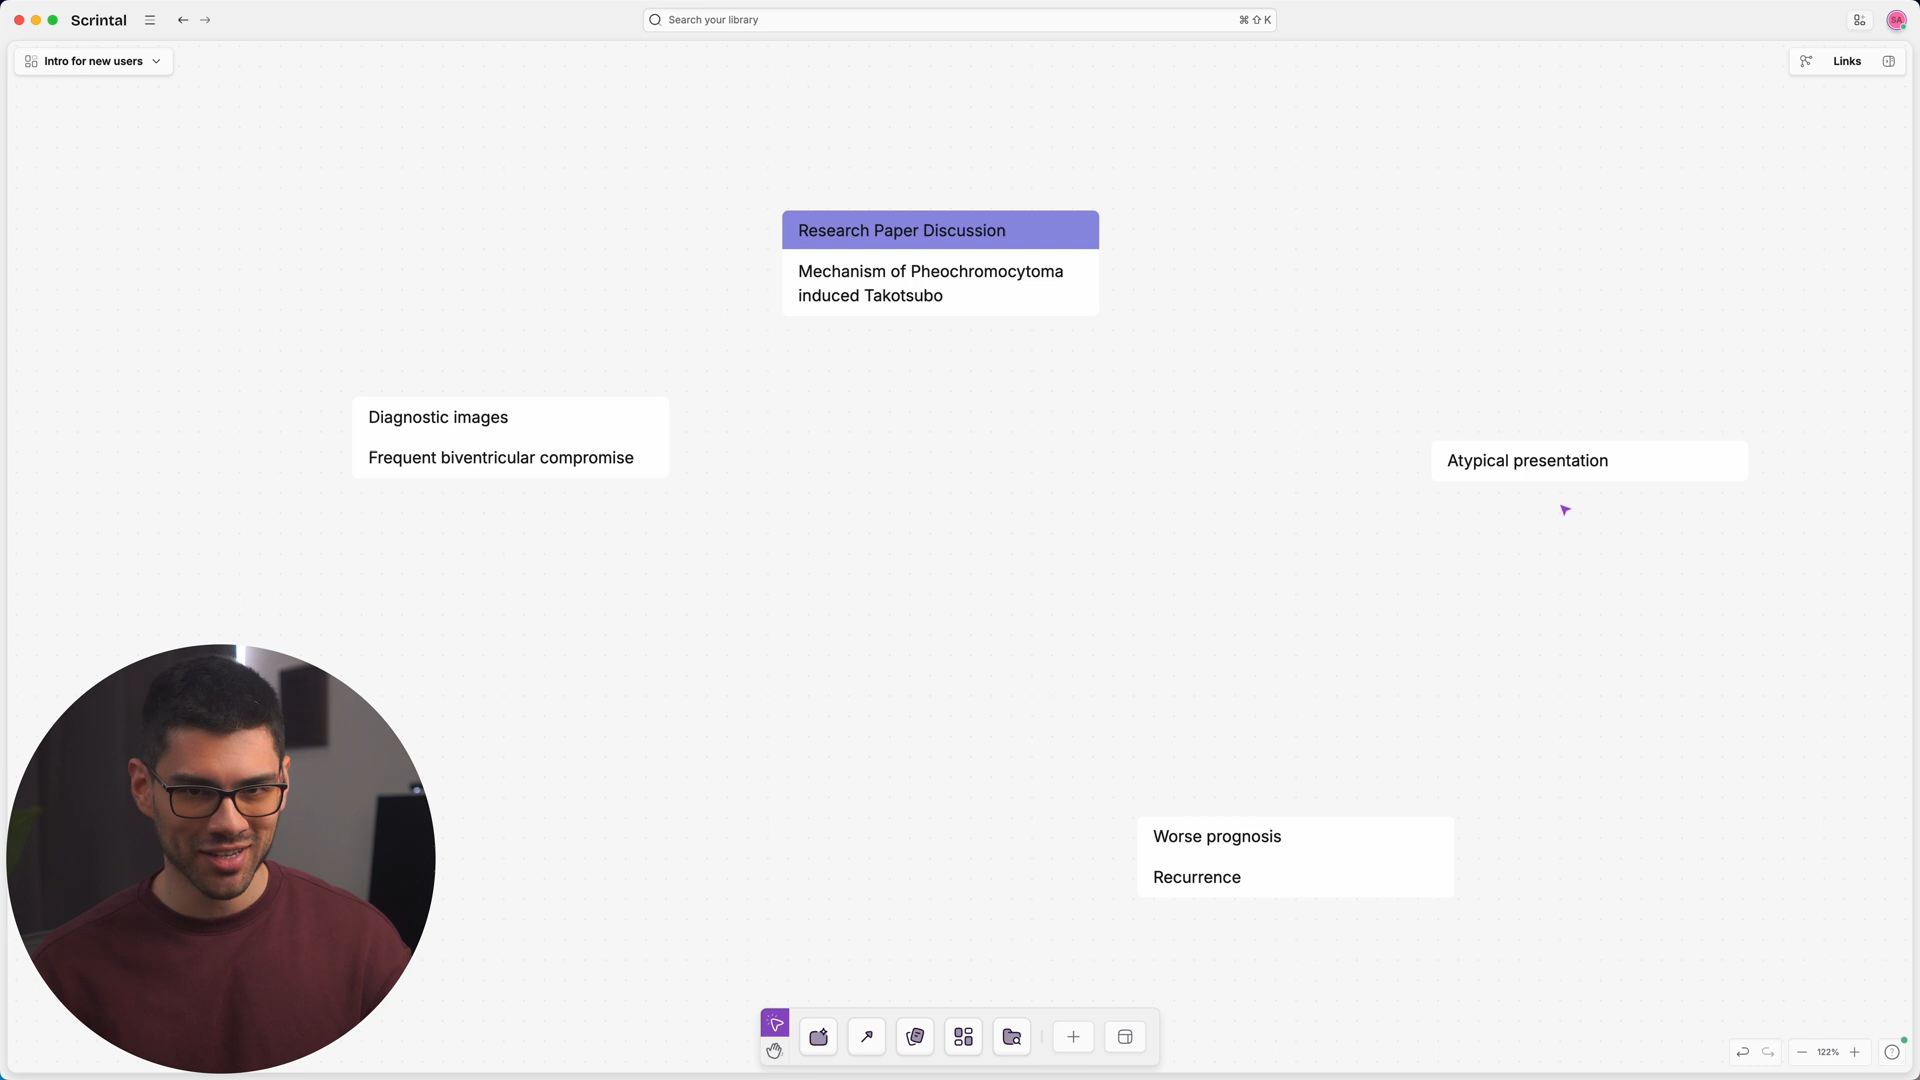 Scrintal
Search your library
⌘ ⇧ K
SA
Intro for new users
Links
Research Paper Discussion
Mechanism of Pheochromocytoma
induced Takotsubo
Diagnostic images
Frequent biventricular compromise
Atypical presentation
Worse prognosis
Recurrence
122%